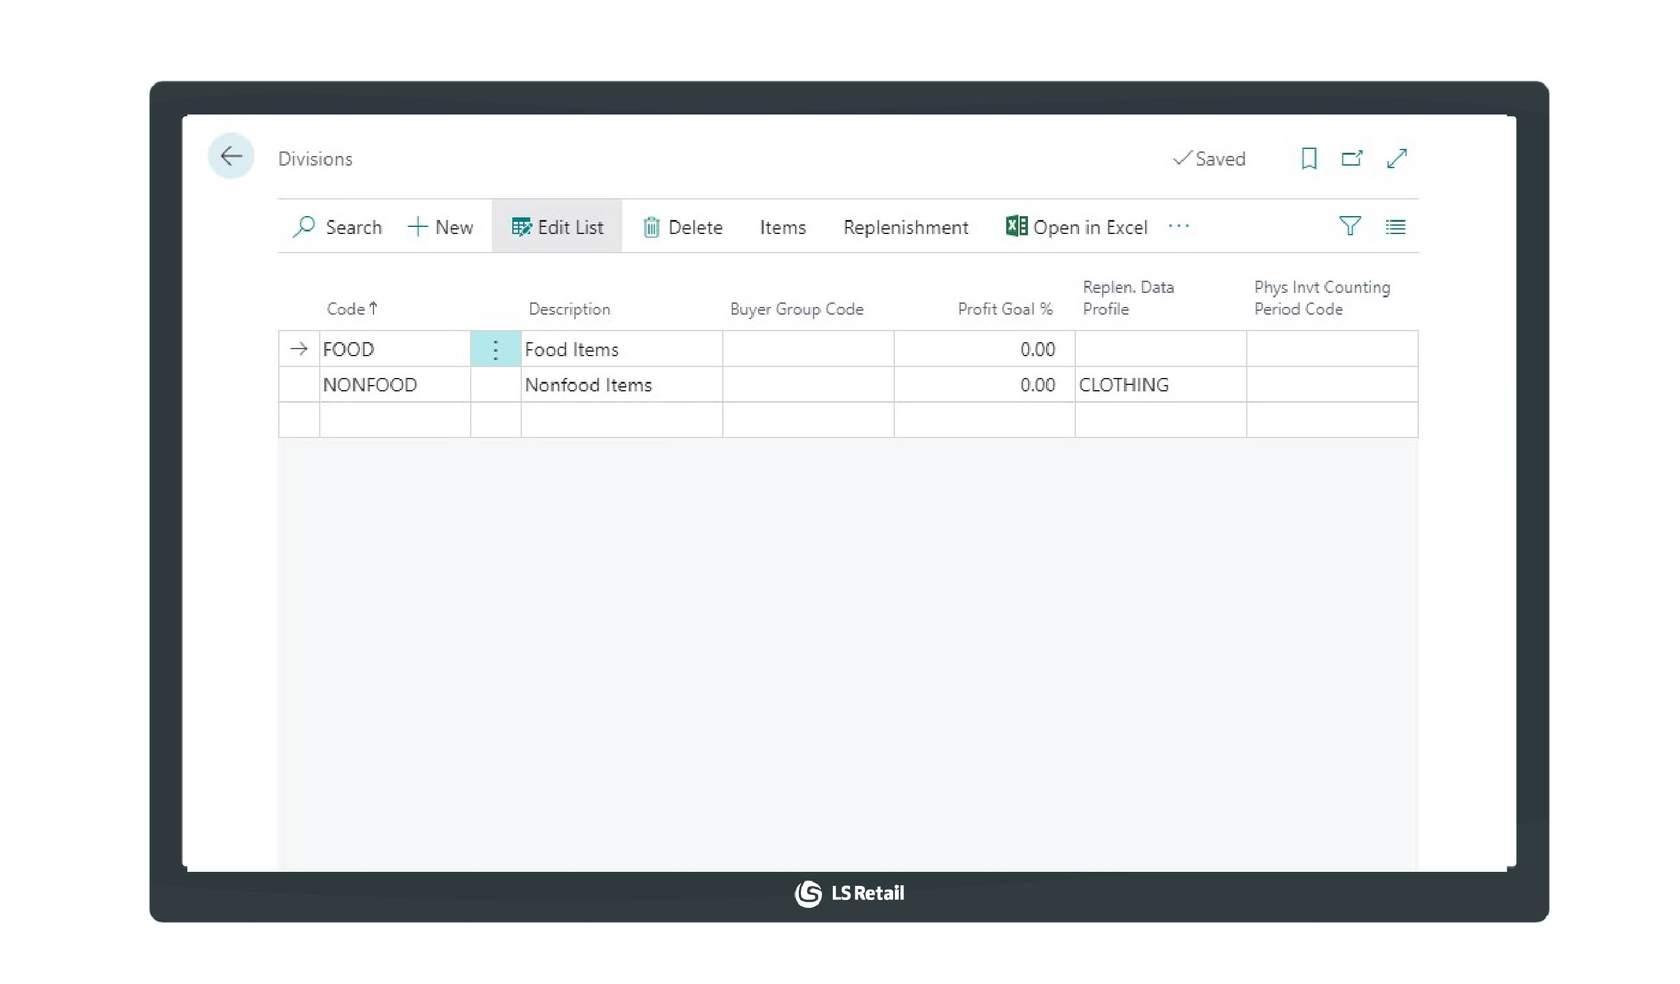 Divisions
Saved
Search New Edit List Delete Items Replenishment Open in Excel ...
Code↑ Description Buyer Group Code Profit Goal % Replen. Data Profile Phys Invt Counting Period Code
FOOD Food Items 0.00
NONFOOD Nonfood Items 0.00 CLOTHING
LS Retail